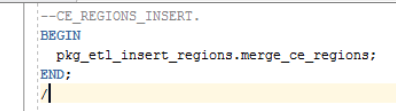 --CE_REGIONS_INSERT.
BEGIN
  pkg_etl_insert_regions.merge_ce_regions;
END;
/